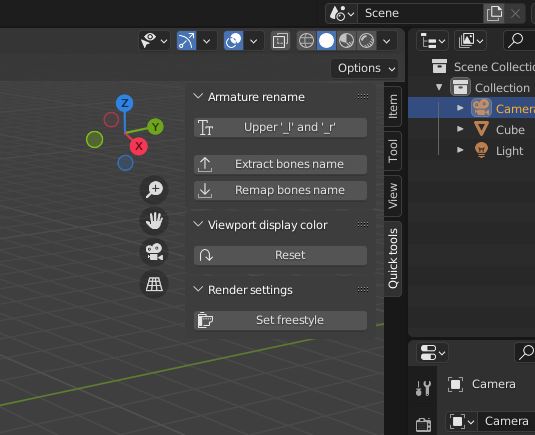 Scene
Options
Z
Y
X
Armature rename
Upper '_l' and '_r'
Extract bones name
Remap bones name
Viewport display color
Reset
Render settings
Set freestyle
Item
Tool
View
Quick tools
Scene Collectio
Collection
Camera
Cube
Light
Camera
Camera